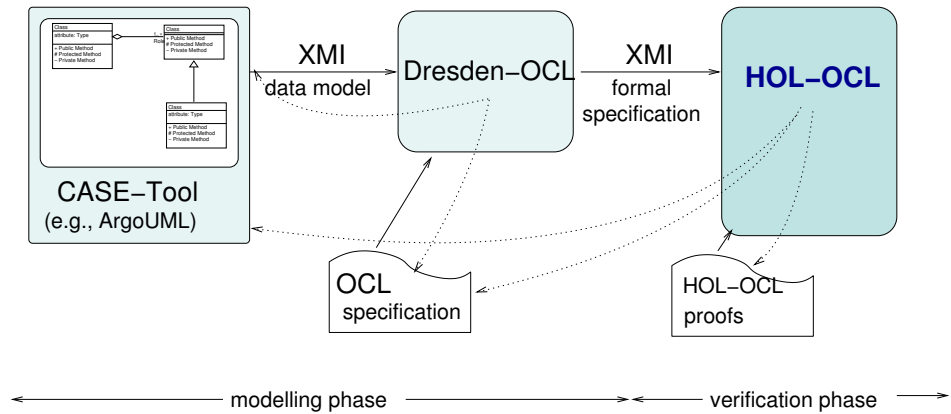 Class
attribute: Type
+ Public Method
# Protected Method
− Private Method
Class
attribute: Type
+ Public Method
# Protected Method
− Private Method
Class
attribute: Type
+ Public Method
# Protected Method
− Private Method
CASE−Tool
(e.g., ArgoUML)
XMI
data model
Dresden−OCL
XMI
formal
specification
HOL−OCL
OCL
specification
HOL−OCL
proofs
modelling phase
verification phase